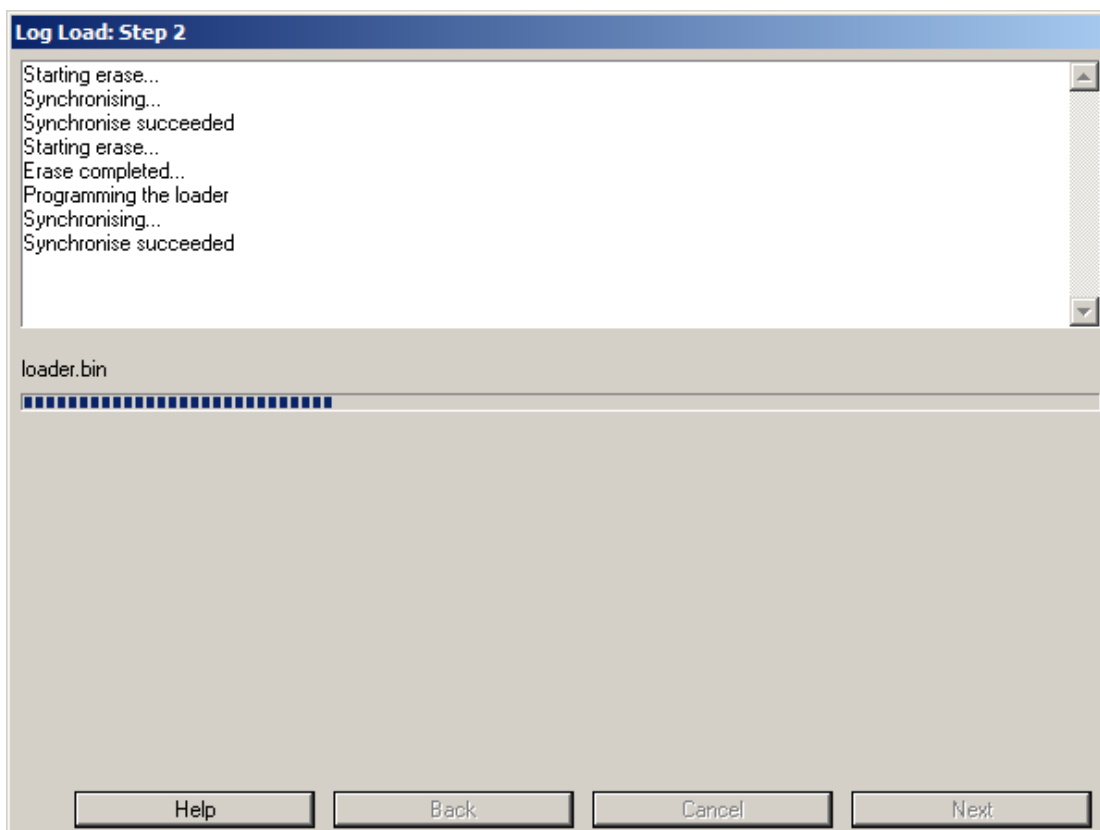 Log Load: Step 2
Starting erase...
Synchronising...
Synchronise succeeded
Starting erase...
Erase completed...
Programming the loader
Synchronising...
Synchronise succeeded
loader.bin
Help
Back
Cancel
Next